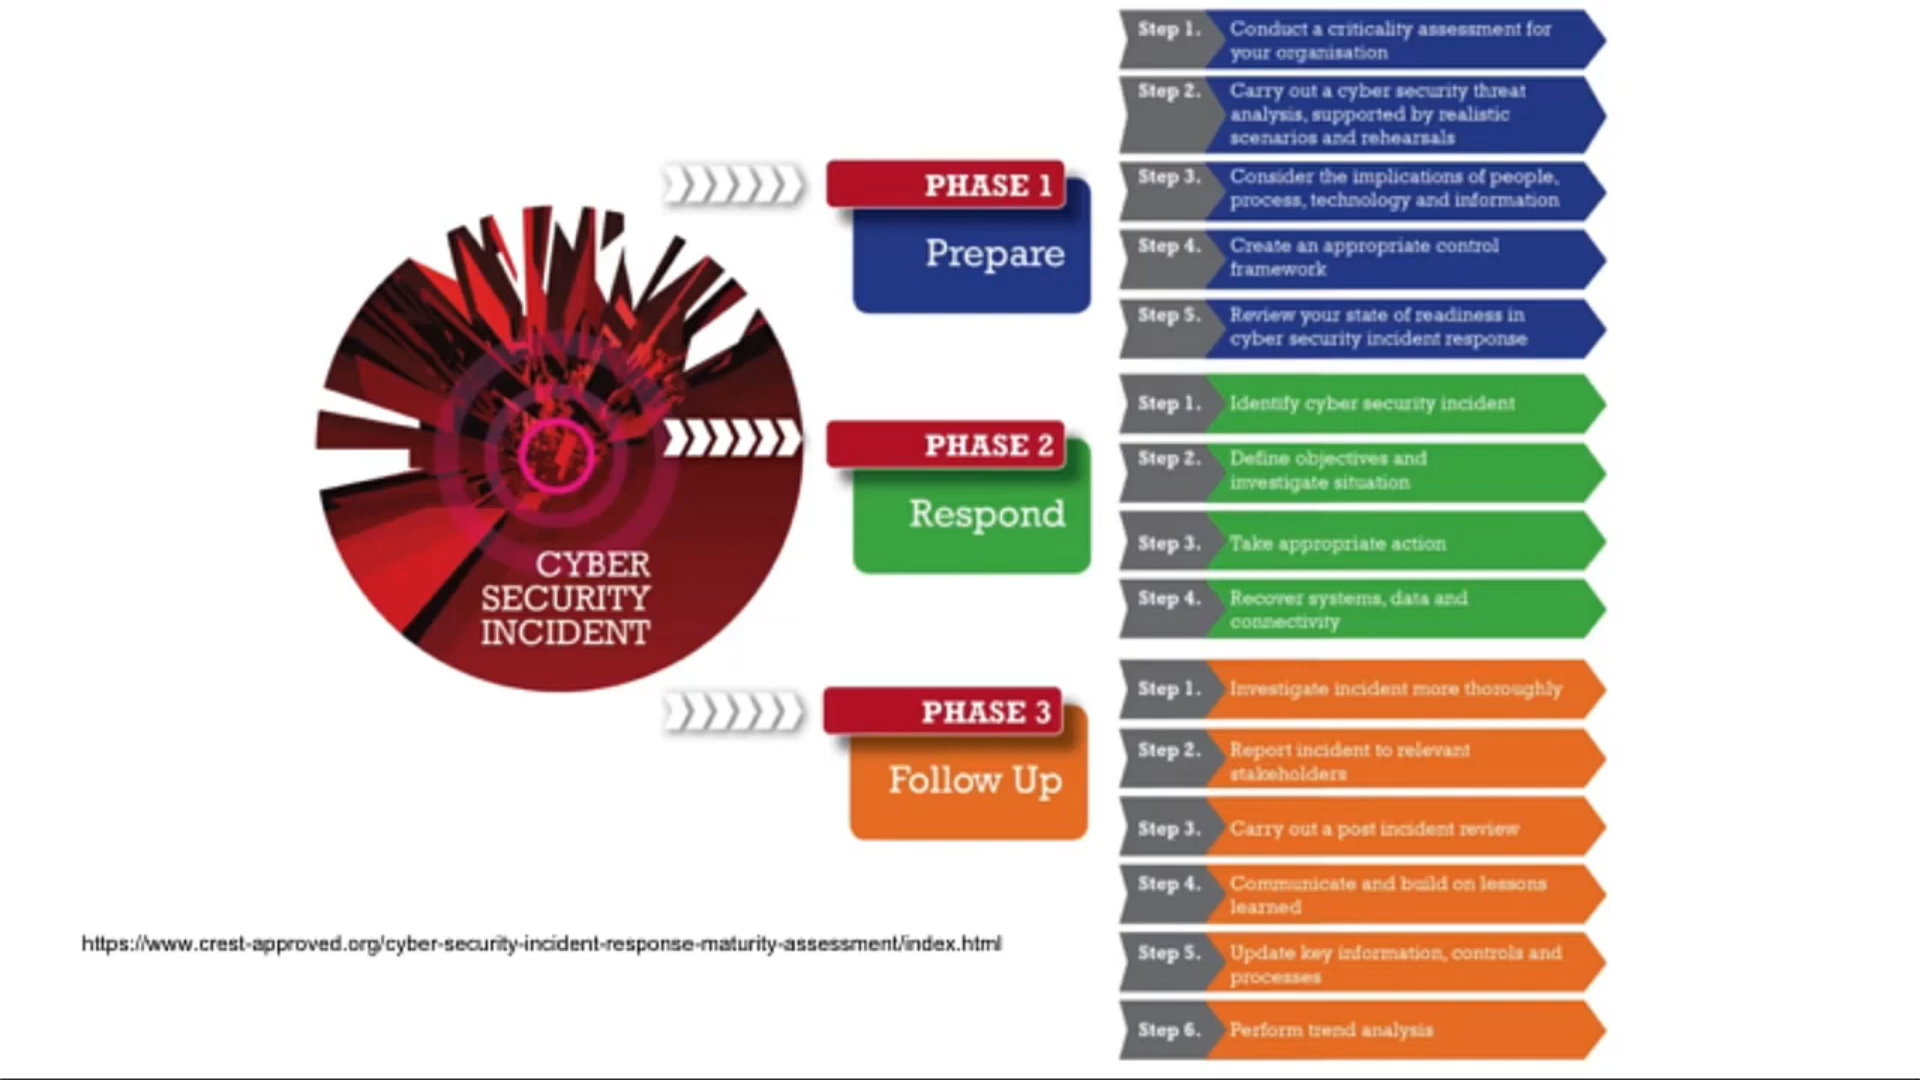 CYBER
SECURITY
INCIDENT
PHASE 1
Prepare
Step 1.
Conduct a criticality assessment for
your organisation
Step 2.
Carry out a cyber security threat
analysis, supported by realistic
scenarios and rehearsals
Step 3.
Consider the implications of people,
process, technology and information
Step 4.
Create an appropriate control
framework
Step 5.
Review your state of readiness in
cyber security incident response
PHASE 2
Respond
Step 1.
Identify cyber security incident
Step 2.
Define objectives and
investigate situation
Step 3.
Take appropriate action
Step 4.
Recover systems, data and
connectivity
PHASE 3
Follow Up
Step 1.
Investigate incident more thoroughly
Step 2.
Report incident to relevant
stakeholders
Step 3.
Carry out a post incident review
Step 4.
Communicate and build on lessons
learned
Step 5.
Update key information, controls and
processes
Step 6.
Perform trend analysis
https://www.crest-approved.org/cyber-security-incident-response-maturity-assessment/index.html